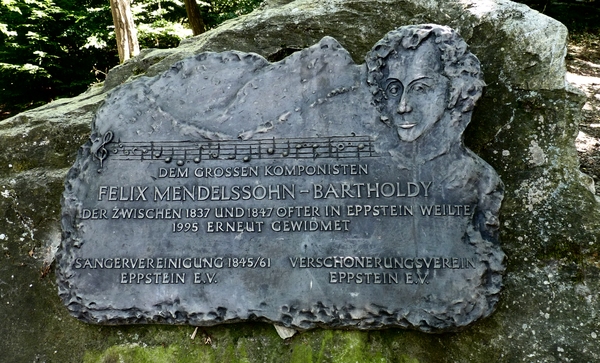 DEM GROSSEN KOMPONISTEN
FELIX MENDELSSOHN-BARTHOLDY
DER ZWISCHEN 1837 UND 1847 ÖFTER IN EPPSTEIN WEILTE
1995 ERNEUT GEWIDMET
SÄNGERVEREINIGUNG 1845/61
EPPSTEIN E.V.
VERSCHÖNERUNGSVEREIN
EPPSTEIN E.V.